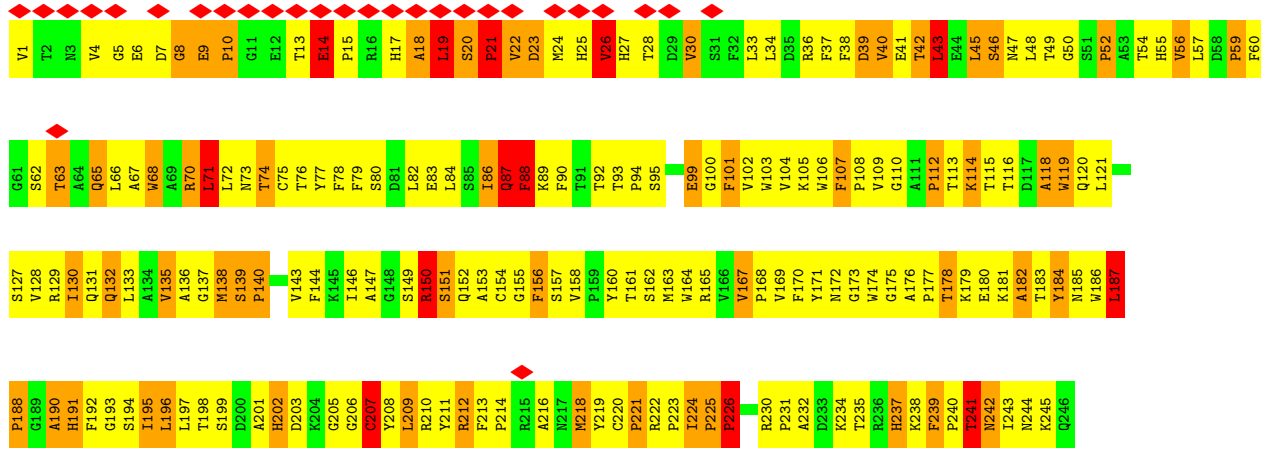 V1 T2 N3 V4 G5 E6 D7 G8 E9 P10 G11 E12 T13 E14 P15 R16 H17 A18 L19 S20 P21 V22 D23 M24 H25 V26 H27 T28 D29 V30 S31 F32 L33 L34 D35 R36 F37 F38 D39 V40 E41 T42 L43 E44 L45 S46 N47 L48 T49 G50 S51 P52 A53 T54 H55 V56 L57 D58 P59 F60
G61 S62 T63 A64 Q65 L66 A67 W68 A69 R70 L71 L72 N73 T74 C75 T76 Y77 F78 F79 S80 D81 L82 E83 L84 S85 I86 Q87 F88 K89 F90 T91 T92 T93 P94 S95 E99 G100 F101 V102 W103 V104 K105 W106 F107 P108 V109 G110 A111 P112 T113 K114 T115 T116 D117 A118 W119 Q120 L121
S127 V128 R129 I130 Q131 Q132 L133 A134 V135 A136 G137 M138 S139 P140 V143 F144 K145 I146 A147 G148 S149 R150 S151 Q152 A153 C154 G155 F156 S157 V158 P159 Y160 T161 S162 M163 W164 R165 V166 V167 P168 V169 F170 Y171 N172 G173 W174 G175 A176 P177 T178 K179 E180 K181 A182 T183 Y184 N185 W186 L187
P188 G189 A190 H191 F192 G193 S194 I195 L196 L197 T198 S199 D200 A201 H202 D203 K204 G205 G206 C207 Y208 L209 R210 Y211 R212 F213 P214 R215 A216 N217 M218 Y219 C220 P221 R222 P223 I224 P225 P226 R230 P231 A232 D233 K234 T235 R236 H237 K238 F239 P240 T241 N242 I243 N244 K245 Q246